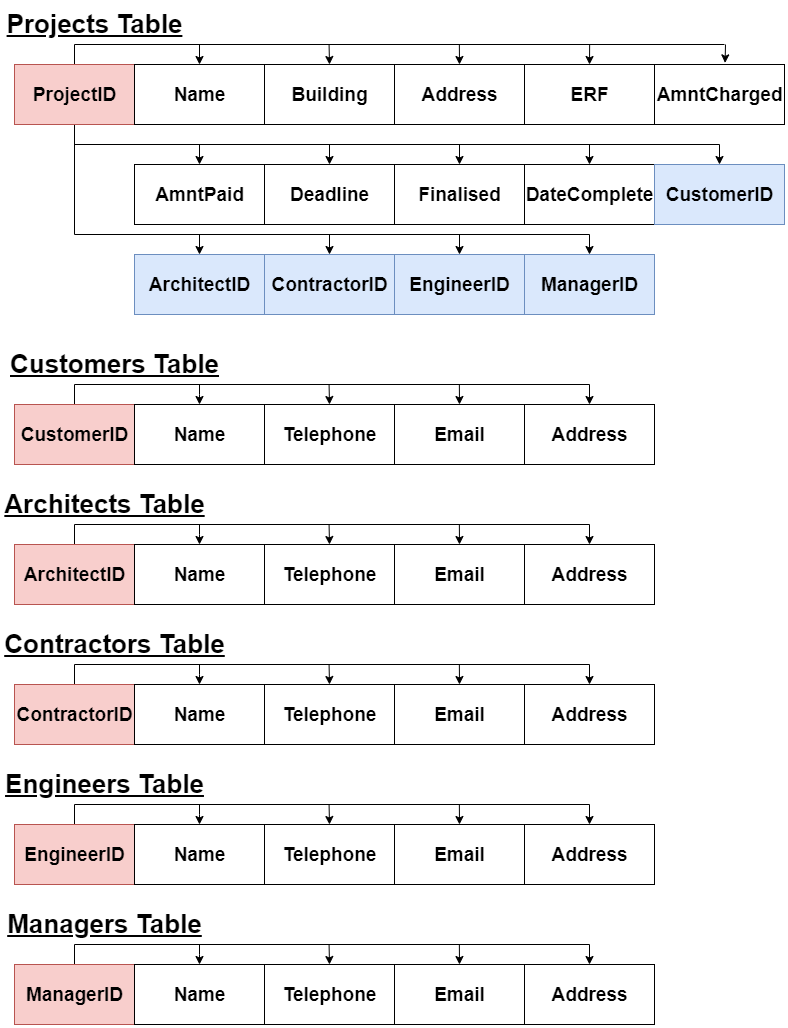 Projects Table
ProjectID Name Building Address ERF AmntCharged
AmntPaid Deadline Finalised DateComplete CustomerID
ArchitectID ContractorID EngineerID ManagerID
Customers Table
CustomerID Name Telephone Email Address
Architects Table
ArchitectID Name Telephone Email Address
Contractors Table
ContractorID Name Telephone Email Address
Engineers Table
EngineerID Name Telephone Email Address
Managers Table
ManagerID Name Telephone Email Address